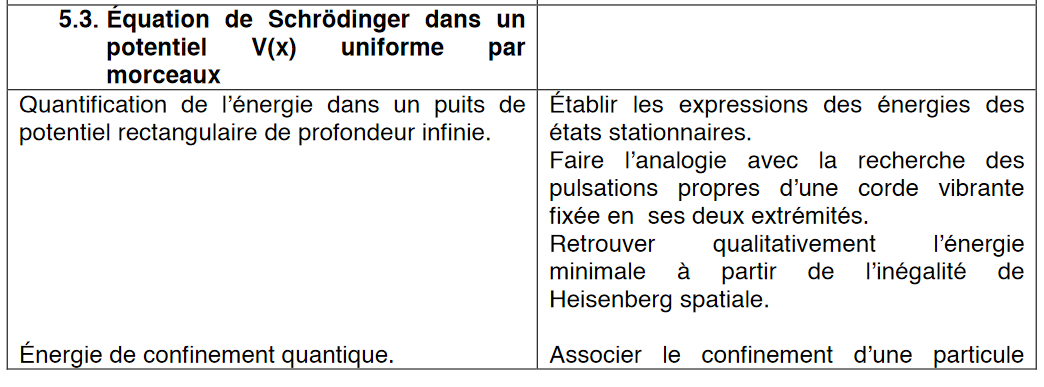 5.3. Équation de Schrödinger dans un
potentiel V(x) uniforme par
morceaux
Quantification de l’énergie dans un puits de
potentiel rectangulaire de profondeur infinie.
Établir les expressions des énergies des
états stationnaires.
Faire l’analogie avec la recherche des
pulsations propres d’une corde vibrante
fixée en ses deux extrémités.
Retrouver qualitativement l’énergie
minimale à partir de l’inégalité de
Heisenberg spatiale.
Énergie de confinement quantique.
Associer le confinement d’une particule